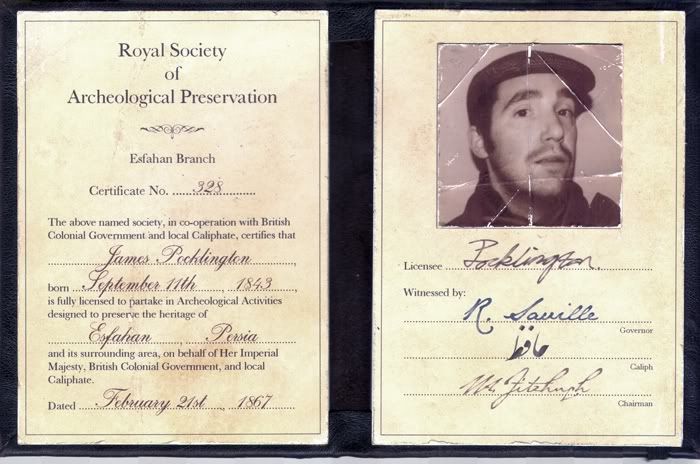 Royal Society
of
Archeological Preservation
Esfahan Branch
Certificate No. 328
The above named society, in co-operation with British
Colonial Government and local Caliphate, certifies that
James Pocklington,
born September 11th, 1843,
is fully licensed to partake in Archeological Activities
designed to preserve the heritage of
Esfahan, Persia
and its surrounding area, on behalf of Her Imperial
Majesty, British Colonial Government, and local
Caliphate.
Dated February 21st, 1867
Licensee Pocklington.
Witnessed by:
R. Saville
Governor
حافظ
Caliph
Fitzhugh
Chairman